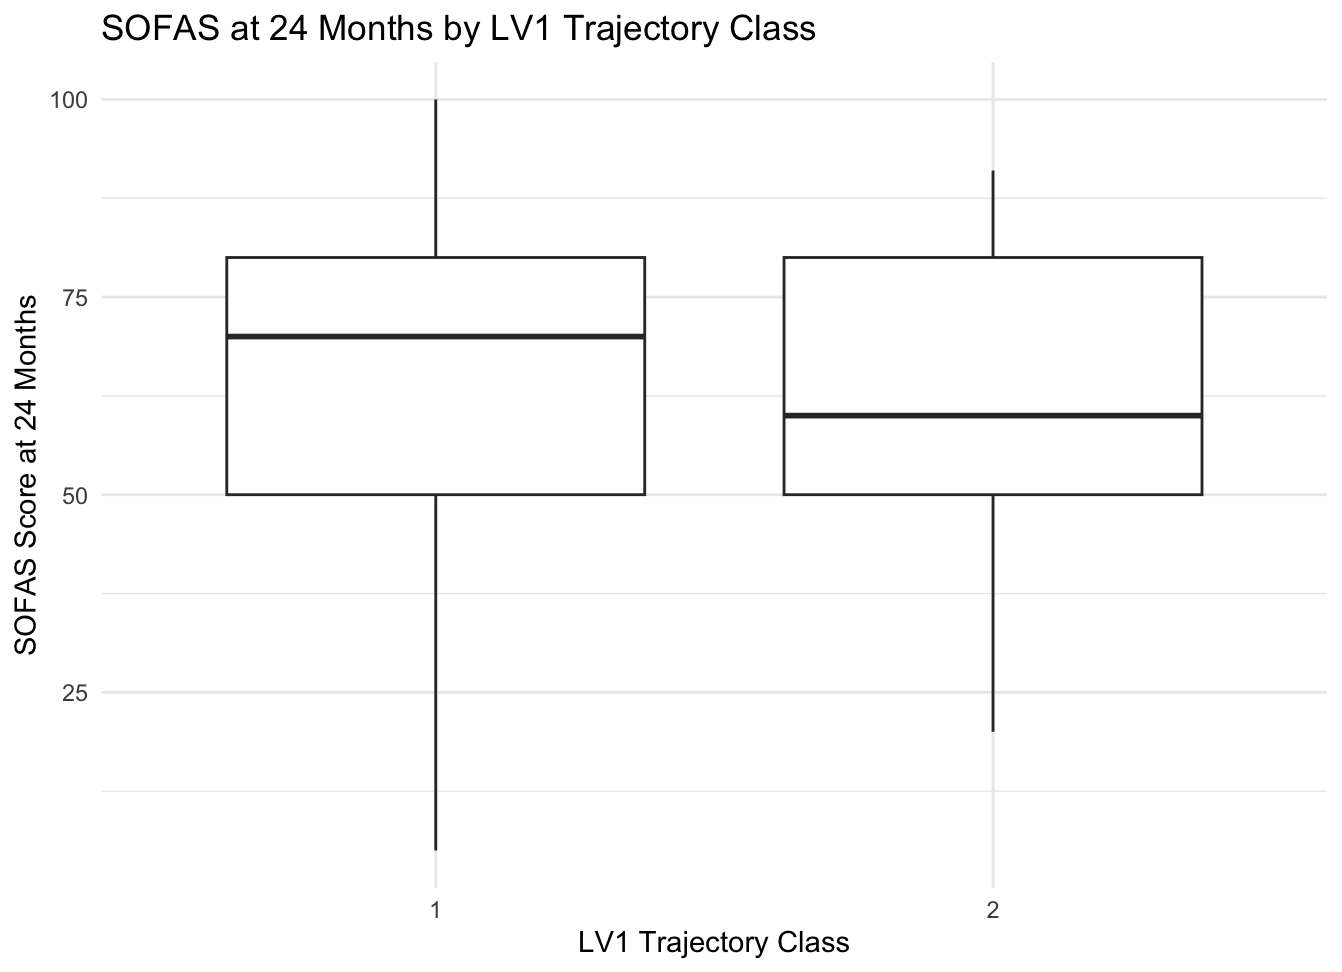 SOFAS at 24 Months by LV1 Trajectory Class
100
75
50
25
SOFAS Score at 24 Months
1
2
LV1 Trajectory Class